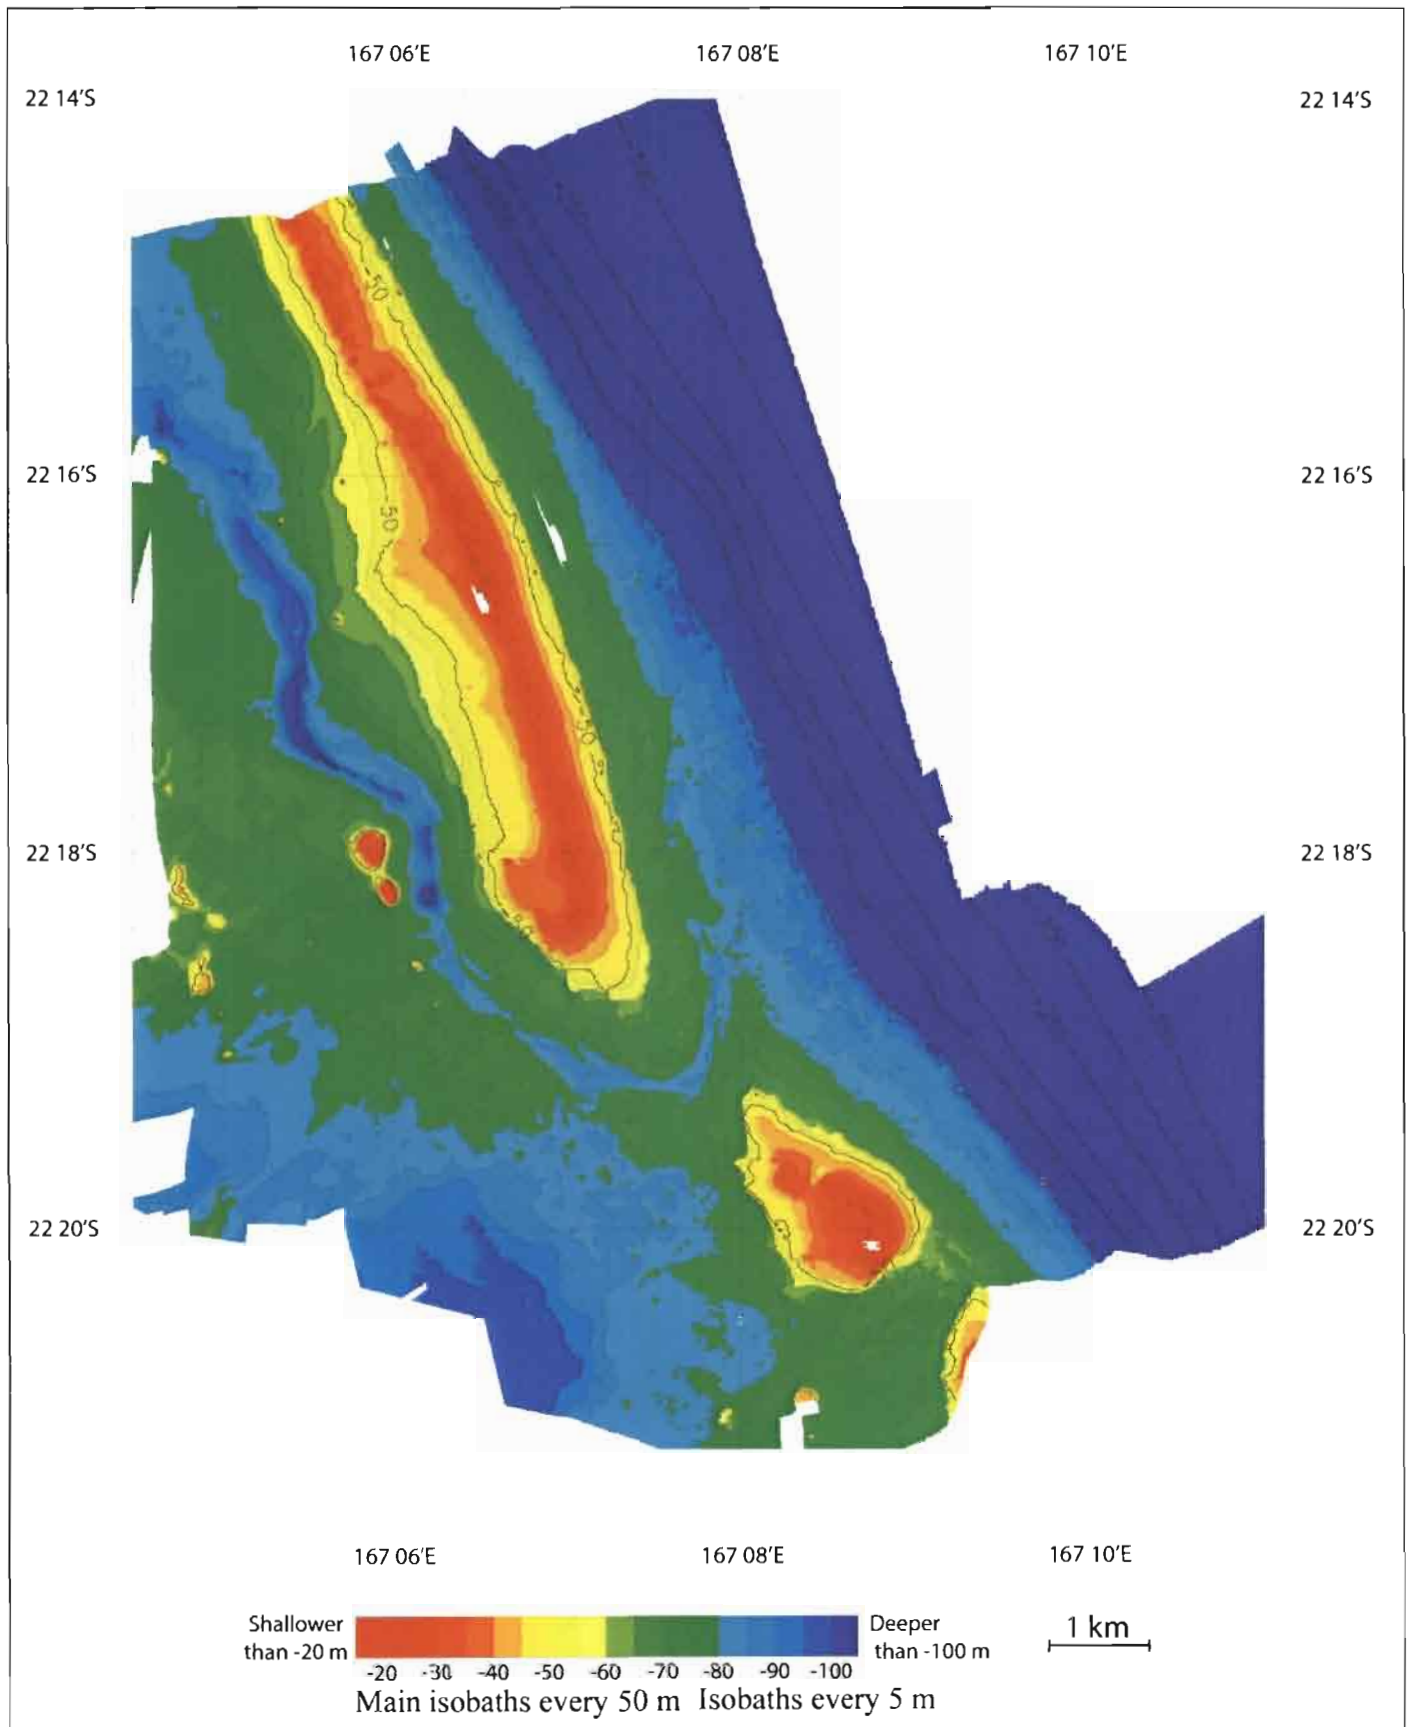 167 06'E 167 08'E 167 10'E
22 14'S 22 14'S
-50
22 16'S 22 16'S
-50
-50
22 18'S 22 18'S
-50
22 20'S 22 20'S
167 06'E 167 08'E 167 10'E
Shallower
than -20 m
-20 -30 -40 -50 -60 -70 -80 -90 -100
Deeper
than -100 m
1 km
Main isobaths every 50 m Isobaths every 5 m